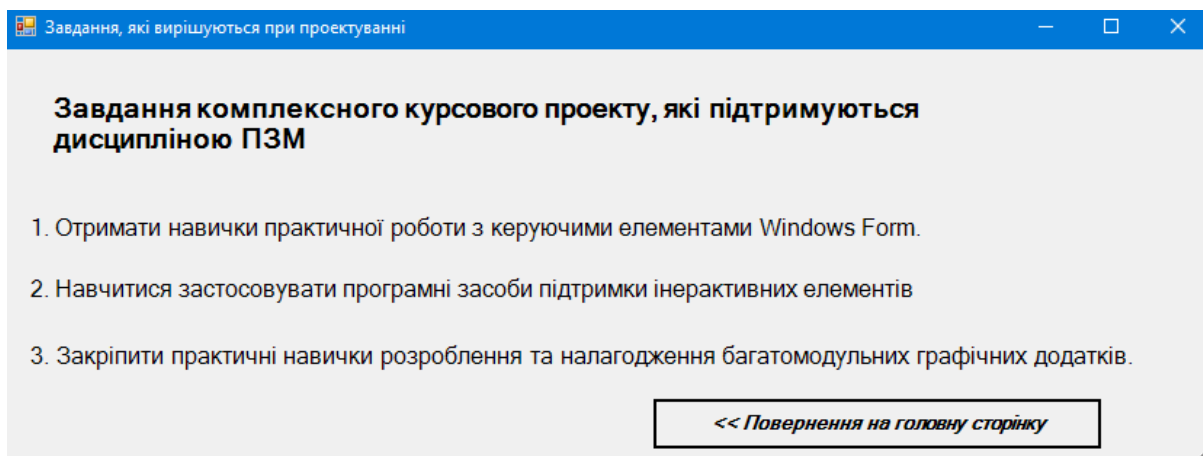 Завдання, які вирішуються при проектуванні
Завдання комплексного курсового проекту, які підтримуються
дисципліною ПЗМ
1. Отримати навички практичної роботи з керуючими елементами Windows Form.
2. Навчитися застосовувати програмні засоби підтримки інерактивних елементів
3. Закріпити практичні навички розроблення та налагодження багатомодульних графічних додатків.
<< Повернення на головну сторінку